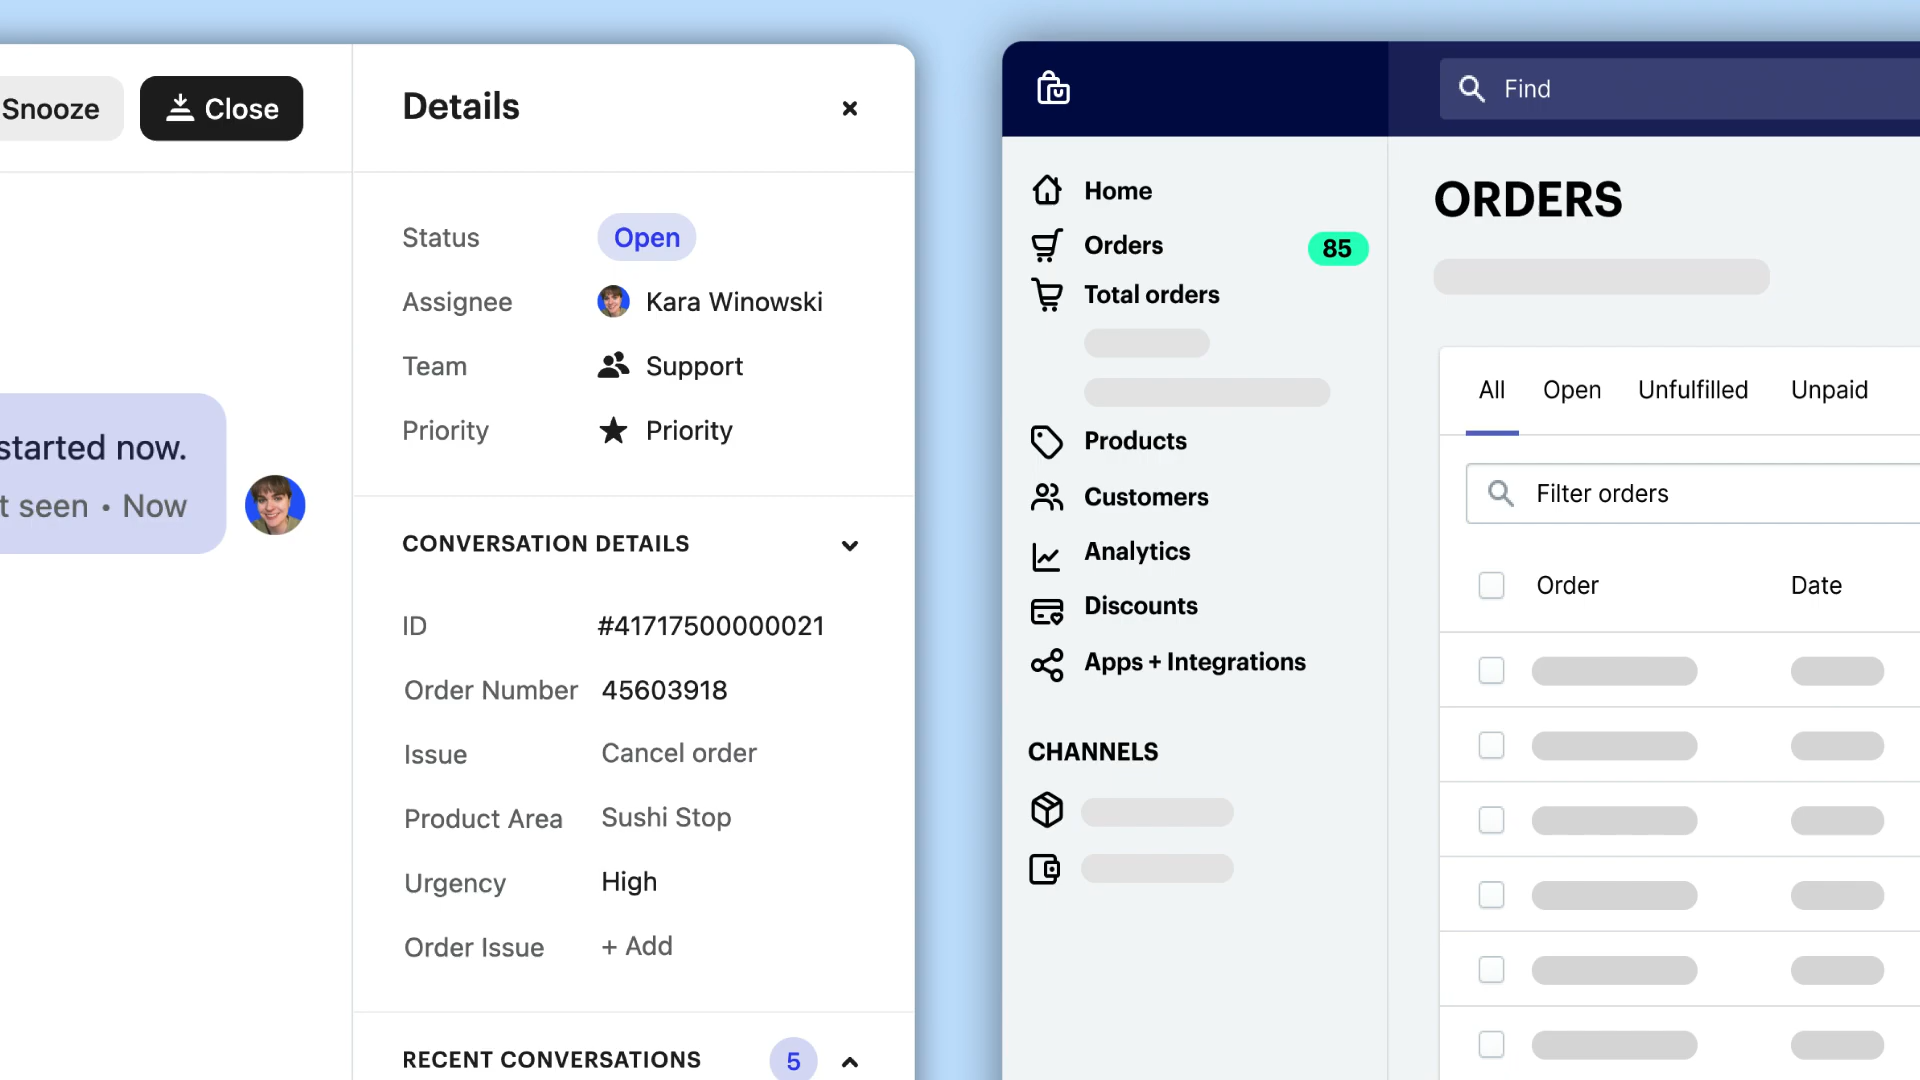 Snooze
Close
started now.
t seen • Now
Details
Status
Open
Assignee
Kara Winowski
Team
Support
Priority
Priority
CONVERSATION DETAILS
ID
#41717500000021
Order Number
45603918
Issue
Cancel order
Product Area
Sushi Stop
Urgency
High
Order Issue
+ Add
RECENT CONVERSATIONS
5
Find
Home
Orders
85
Total orders
Products
Customers
Analytics
Discounts
Apps + Integrations
CHANNELS
ORDERS
All
Open
Unfulfilled
Unpaid
Filter orders
Order
Date